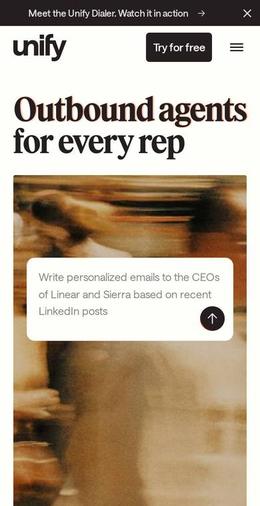 Meet the Unify Dialer. Watch it in action →
unify
Try for free
Outbound agents
for every rep
Write personalized emails to the CEOs
of Linear and Sierra based on recent
LinkedIn posts